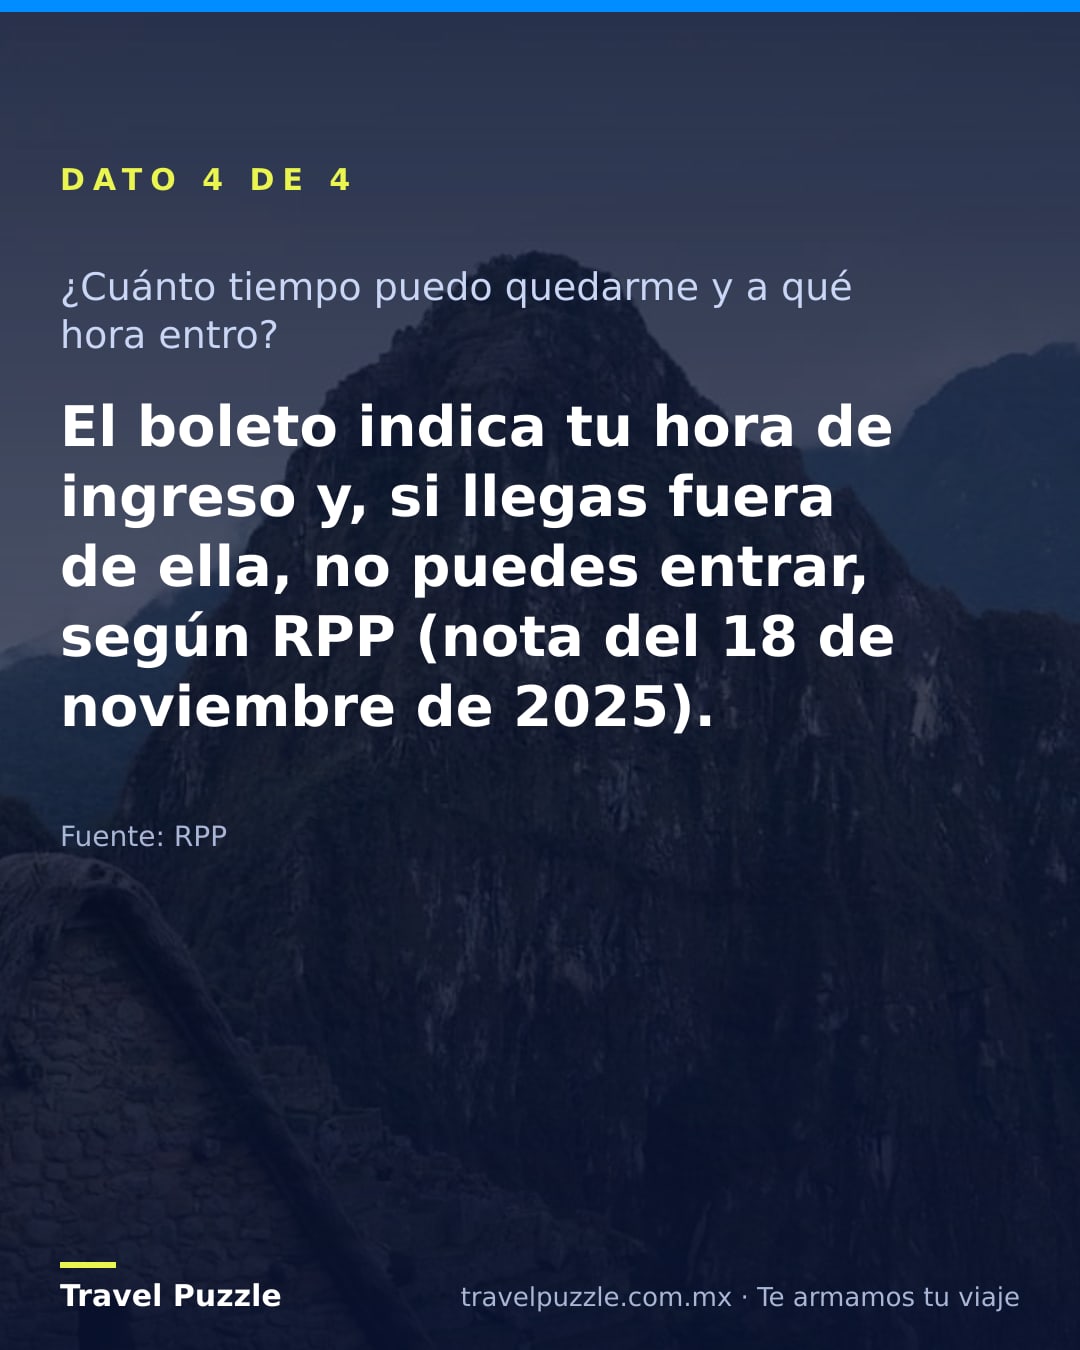 DATO 4 DE 4
¿Cuánto tiempo puedo quedarme y a qué
hora entro?
El boleto indica tu hora de
ingreso y, si llegas fuera
de ella, no puedes entrar,
según RPP (nota del 18 de
noviembre de 2025).
Fuente: RPP
Travel Puzzle
travelpuzzle.com.mx · Te armamos tu viaje